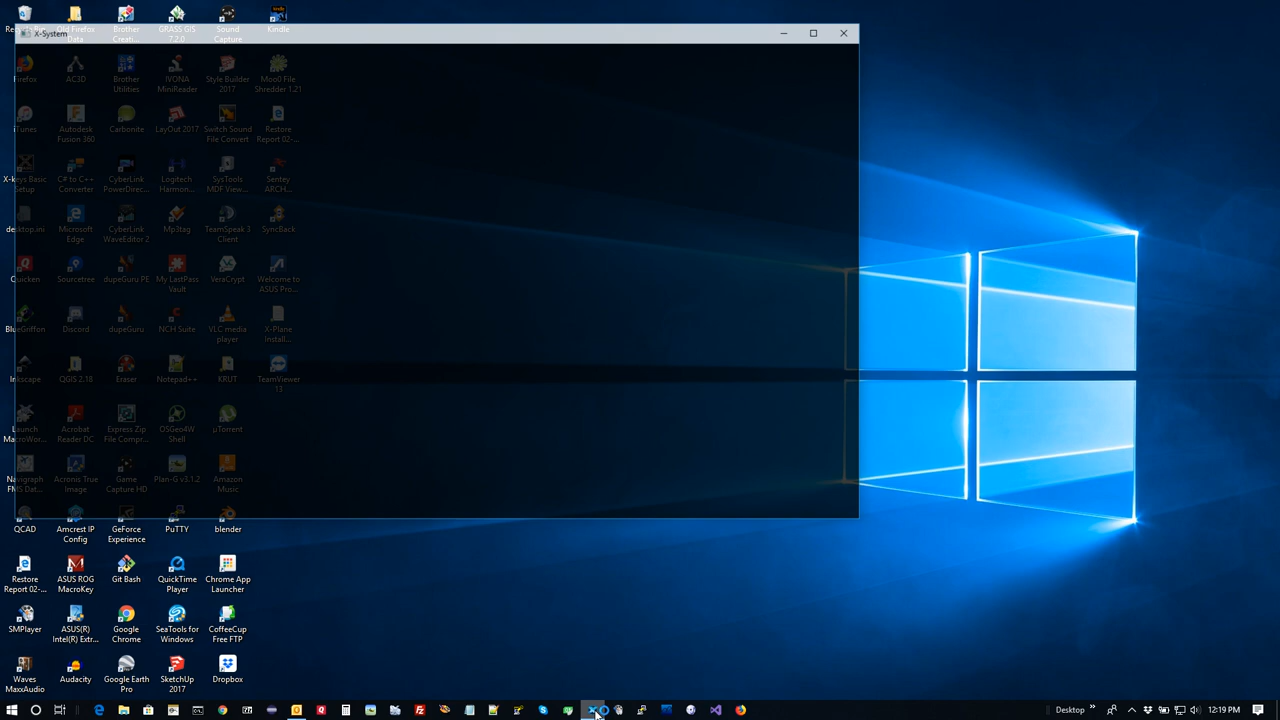 Old Firefox
Data
Brother
Creati...
GRASS GIS
7.2.0
Sound
Capture
Kindle
X-System
Firefox
AC3D
Brother
Utilities
IVONA
MiniReader
Style Builder
2017
Moo0 File
Shredder 1.21
iTunes
Autodesk
Fusion 360
Carbonite
LayOut 2017
Switch Sound
File Convert
Restore
Report 02-...
X-keys Basic
Setup
C# to C++
Converter
CyberLink
PowerDirec...
Logitech
Harmon...
SysTools
MDF View...
Sentey
ARCH...
desktop.ini
Microsoft
Edge
CyberLink
WaveEditor 2
Mp3tag
TeamSpeak 3
Client
SyncBack
Quicken
Sourcetree
dupeGuru PE
My LastPass
Vault
VeraCrypt
Welcome to
ASUS Pro...
BlueGriffon
Discord
dupeGuru
NCH Suite
VLC media
player
X-Plane
Install...
Inkscape
QGIS 2.18
Eraser
Notepad++
KRUT
TeamViewer
13
Launch
MacroWor...
Acrobat
Reader DC
Express Zip
File Compr...
OSGeo4W
Shell
µTorrent
Navigraph
FMS Dat...
Acronis True
Image
Game
Capture HD
Plan-G v3.1.2
Amazon
Music
QCAD
Amcrest IP
Config
GeForce
Experience
PuTTY
blender
Restore
Report 02-...
ASUS ROG
MacroKey
Git Bash
QuickTime
Player
Chrome App
Launcher
SMPlayer
ASUS(R)
Intel(R) Extr...
Google
Chrome
SeaTools for
Windows
CoffeeCup
Free FTP
Waves
MaxxAudio
Audacity
Google Earth
Pro
SketchUp
2017
Dropbox
Desktop
12:19 PM